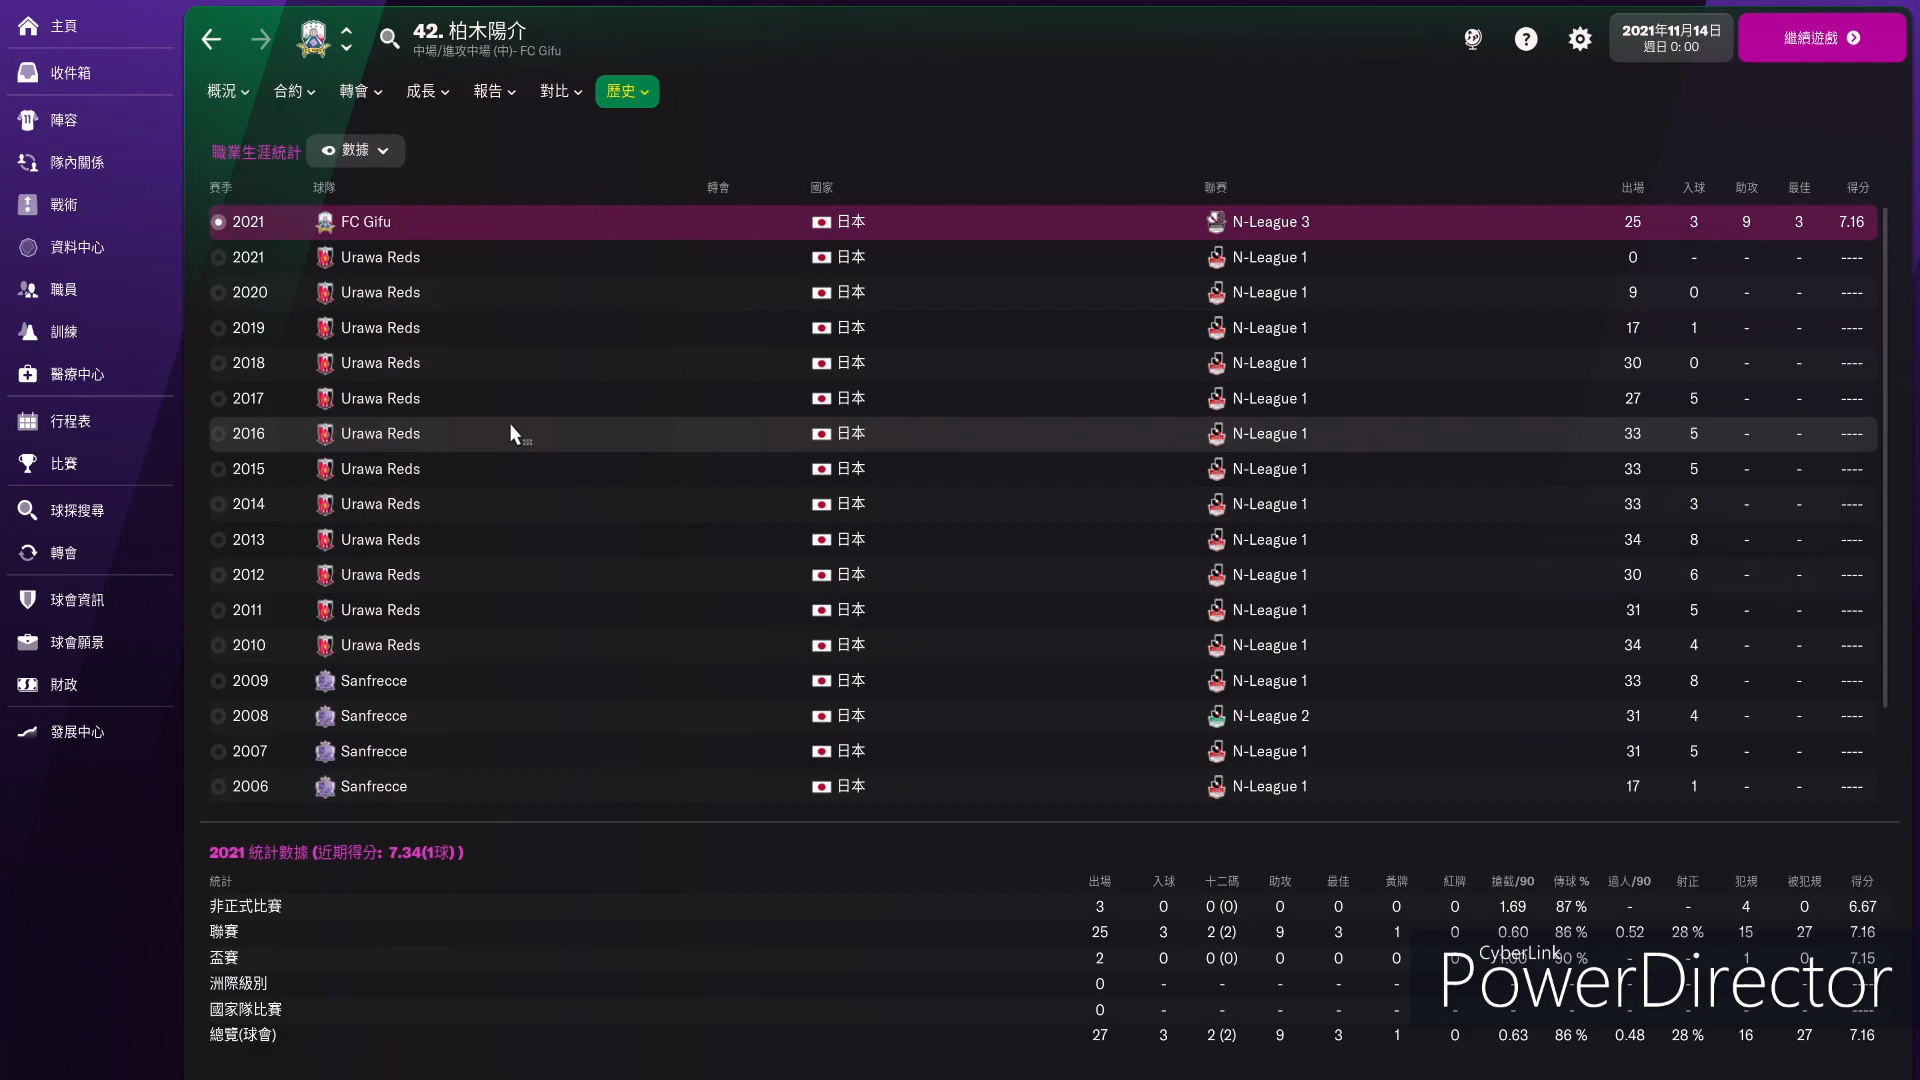 主頁
收件箱
陣容
隊內關係
戰術
資料中心
職員
訓練
醫療中心
行程表
比賽
球探搜尋
轉會
球會資訊
球會願景
財政
發展中心
42. 柏木陽介
中場/進攻中場 (中)- FC Gifu
2021年11月14日
週日 0: 00
繼續遊戲
概況 合約 轉會 成長 報告 對比 歷史
職業生涯統計 數據
賽季 球隊 轉會 國家 聯賽 出場 入球 助攻 最佳 得分
2021 FC Gifu 日本 N-League 3 25 3 9 3 7.16
2021 Urawa Reds 日本 N-League 1 0 - - - ----
2020 Urawa Reds 日本 N-League 1 9 0 - - ----
2019 Urawa Reds 日本 N-League 1 17 1 - - ----
2018 Urawa Reds 日本 N-League 1 30 0 - - ----
2017 Urawa Reds 日本 N-League 1 27 5 - - ----
2016 Urawa Reds 日本 N-League 1 33 5 - - ----
2015 Urawa Reds 日本 N-League 1 33 5 - - ----
2014 Urawa Reds 日本 N-League 1 33 3 - - ----
2013 Urawa Reds 日本 N-League 1 34 8 - - ----
2012 Urawa Reds 日本 N-League 1 30 6 - - ----
2011 Urawa Reds 日本 N-League 1 31 5 - - ----
2010 Urawa Reds 日本 N-League 1 34 4 - - ----
2009 Sanfrecce 日本 N-League 1 33 8 - - ----
2008 Sanfrecce 日本 N-League 2 31 4 - - ----
2007 Sanfrecce 日本 N-League 1 31 5 - - ----
2006 Sanfrecce 日本 N-League 1 17 1 - - ----
2021 統計數據 (近期得分: 7.34(1球) )
統計 出場 入球 十二碼 助攻 最佳 黃牌 紅牌 搶截/90 傳球 % 過人/90 射正 犯規 被犯規 得分
非正式比賽 3 0 0 (0) 0 0 0 0 1.69 87 % - - 4 0 6.67
聯賽 25 3 2 (2) 9 3 1 0 0.60 86 % 0.52 28 % 15 27 7.16
盃賽 2 0 0 (0) 0 0 0 0 1.00 90 % - - 1 0 7.15
洲際級別 0 - - - - -
國家隊比賽 0 - - - - - - - - - - - - ----
總覽(球會) 27 3 2 (2) 9 3 1 0 0.63 86 % 0.48 28 % 16 27 7.16
CyberLink
PowerDirector